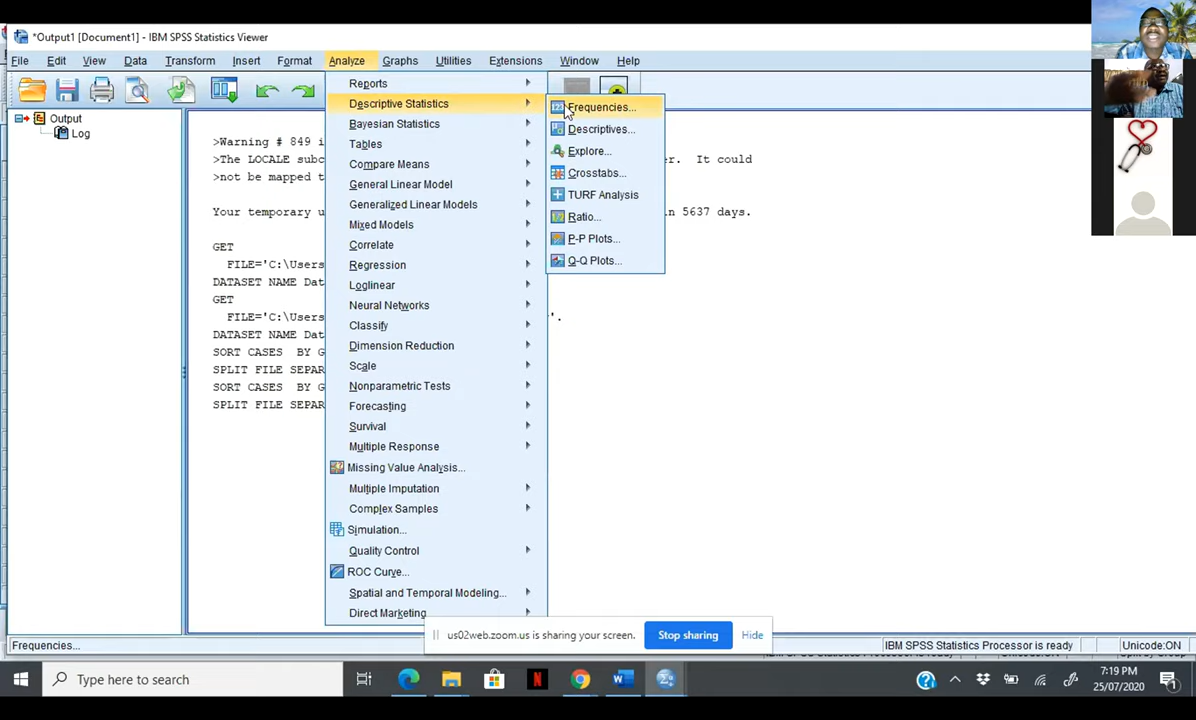 *Output1 [Document1] - IBM SPSS Statistics Viewer
File Edit View Data Transform Insert Format Analyze Graphs Utilities Extensions Window Help
Output
Log
>Warning # 849 i
>The LOCALE subc
er. It could
>not be mapped t
Your temporary u
n 5637 days.
GET
FILE='C:\Users
DATASET NAME Dat
GET
FILE='C:\Users
'.
DATASET NAME Dat
SORT CASES BY G
SPLIT FILE SEPAR
SORT CASES BY G
SPLIT FILE SEPAR
Reports
Descriptive Statistics
Bayesian Statistics
Tables
Compare Means
General Linear Model
Generalized Linear Models
Mixed Models
Correlate
Regression
Loglinear
Neural Networks
Classify
Dimension Reduction
Scale
Nonparametric Tests
Forecasting
Survival
Multiple Response
Missing Value Analysis...
Multiple Imputation
Complex Samples
Simulation...
Quality Control
ROC Curve...
Spatial and Temporal Modeling...
Direct Marketing
Frequencies...
Descriptives...
Explore...
Crosstabs...
TURF Analysis
Ratio...
P-P Plots...
Q-Q Plots...
us02web.zoom.us is sharing your screen.
Stop sharing
Hide
Frequencies...
IBM SPSS Statistics Processor is ready
Unicode:ON
Type here to search
7:19 PM
25/07/2020